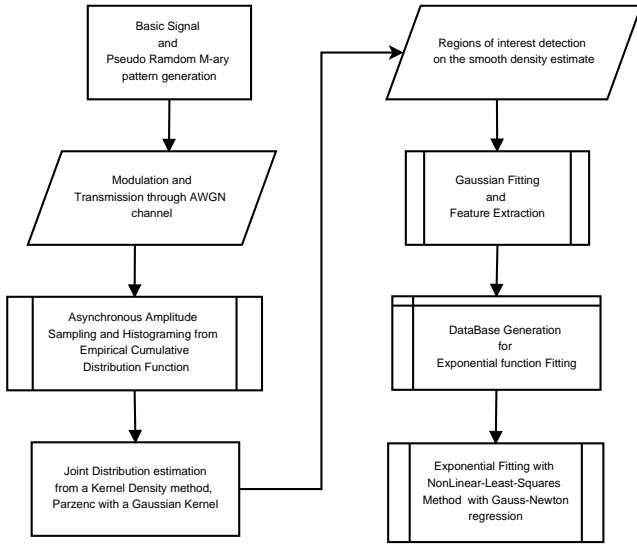 Basic Signal
and
Pseudo Ramdom M-ary
pattern generation
Modulation and
Transmission through AWGN
channel
Asynchronous Amplitude
Sampling and Histograming from
Empirical Cumulative
Distribution Function
Joint Distribution estimation
from a Kernel Density method,
Parzenc with a Gaussian Kernel
Regions of interest detection
on the smooth density estimate
Gaussian Fitting
and
Feature Extraction
DataBase Generation
for
Exponential function Fitting
Exponential Fitting with
NonLinear-Least-Squares
Method with Gauss-Newton
regression